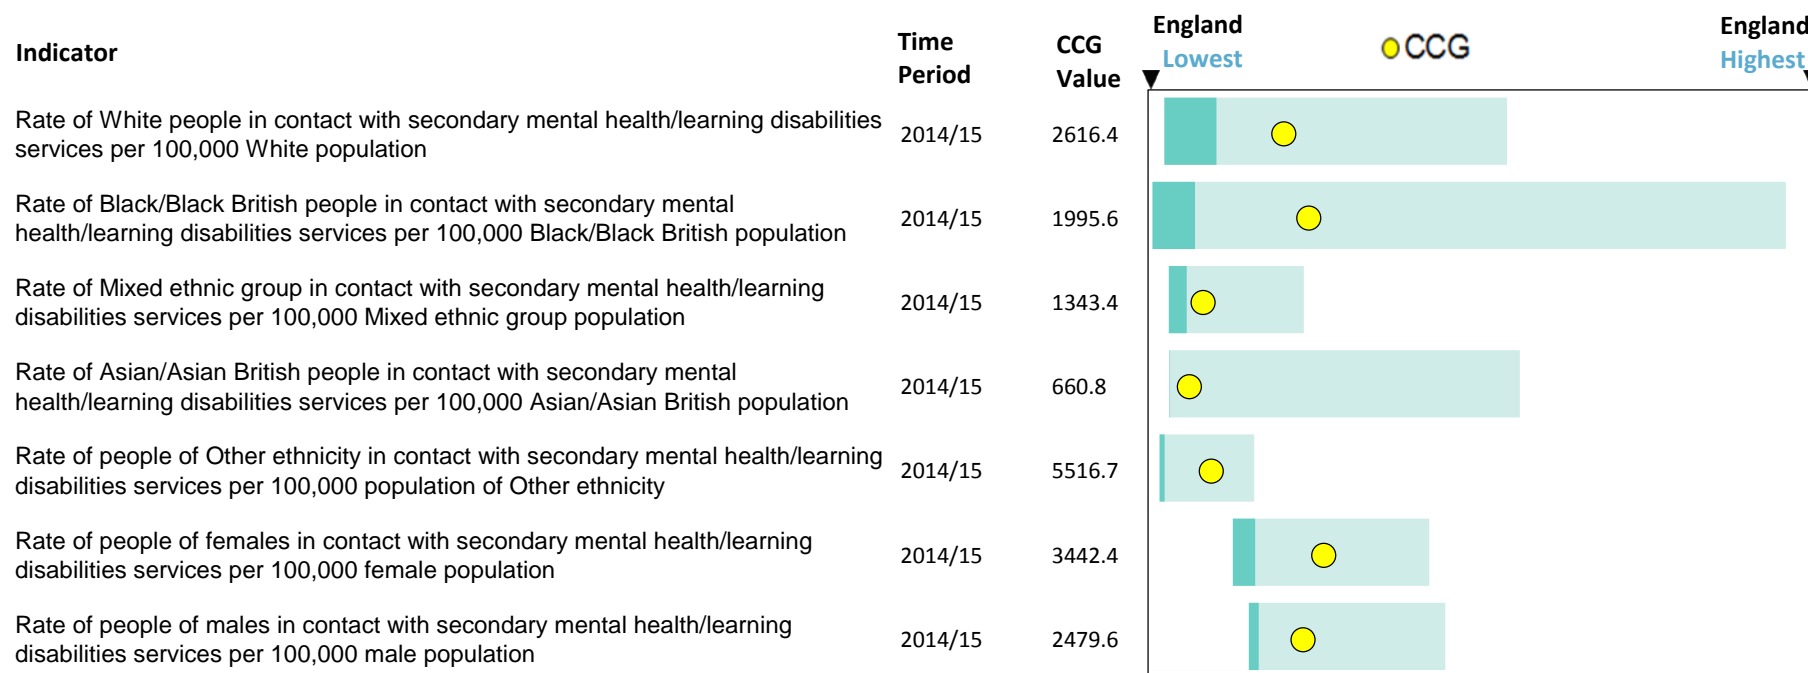 Indicator
Time
Period
CCG
Value
England
Lowest
CCG
England
Highest
Rate of White people in contact with secondary mental health/learning disabilities
services per 100,000 White population
2014/15
2616.4
Rate of Black/Black British people in contact with secondary mental
health/learning disabilities services per 100,000 Black/Black British population
2014/15
1995.6
Rate of Mixed ethnic group in contact with secondary mental health/learning
disabilities services per 100,000 Mixed ethnic group population
2014/15
1343.4
Rate of Asian/Asian British people in contact with secondary mental
health/learning disabilities services per 100,000 Asian/Asian British population
2014/15
660.8
Rate of people of Other ethnicity in contact with secondary mental health/learning
disabilities services per 100,000 population of Other ethnicity
2014/15
5516.7
Rate of people of females in contact with secondary mental health/learning
disabilities services per 100,000 female population
2014/15
3442.4
Rate of people of males in contact with secondary mental health/learning
disabilities services per 100,000 male population
2014/15
2479.6